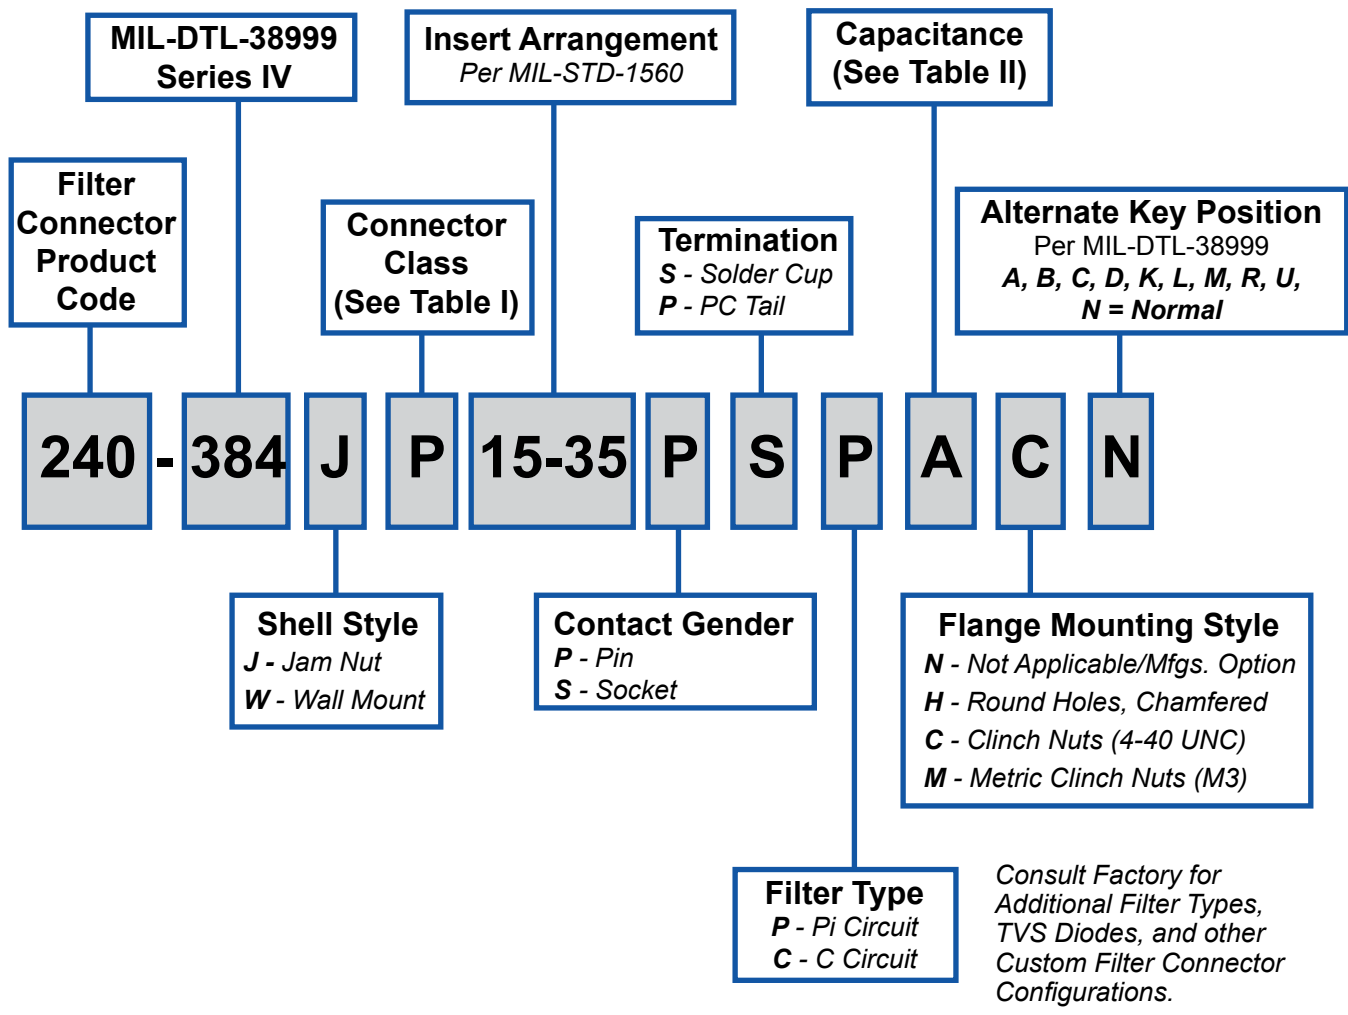 MIL-DTL-38999
Series IV
Insert Arrangement
Per MIL-STD-1560
Capacitance
(See Table II)
Filter
Connector
Product
Code
Connector
Class
(See Table I)
Termination
S - Solder Cup
P - PC Tail
Alternate Key Position
Per MIL-DTL-38999
A, B, C, D, K, L, M, R, U,
N = Normal
240 - 384 J P 15-35 P S P A C N
Shell Style
J - Jam Nut
W - Wall Mount
Contact Gender
P - Pin
S - Socket
Flange Mounting Style
N - Not Applicable/Mfgs. Option
H - Round Holes, Chamfered
C - Clinch Nuts (4-40 UNC)
M - Metric Clinch Nuts (M3)
Filter Type
P - Pi Circuit
C - C Circuit
Consult Factory for
Additional Filter Types,
TVS Diodes, and other
Custom Filter Connector
Configurations.